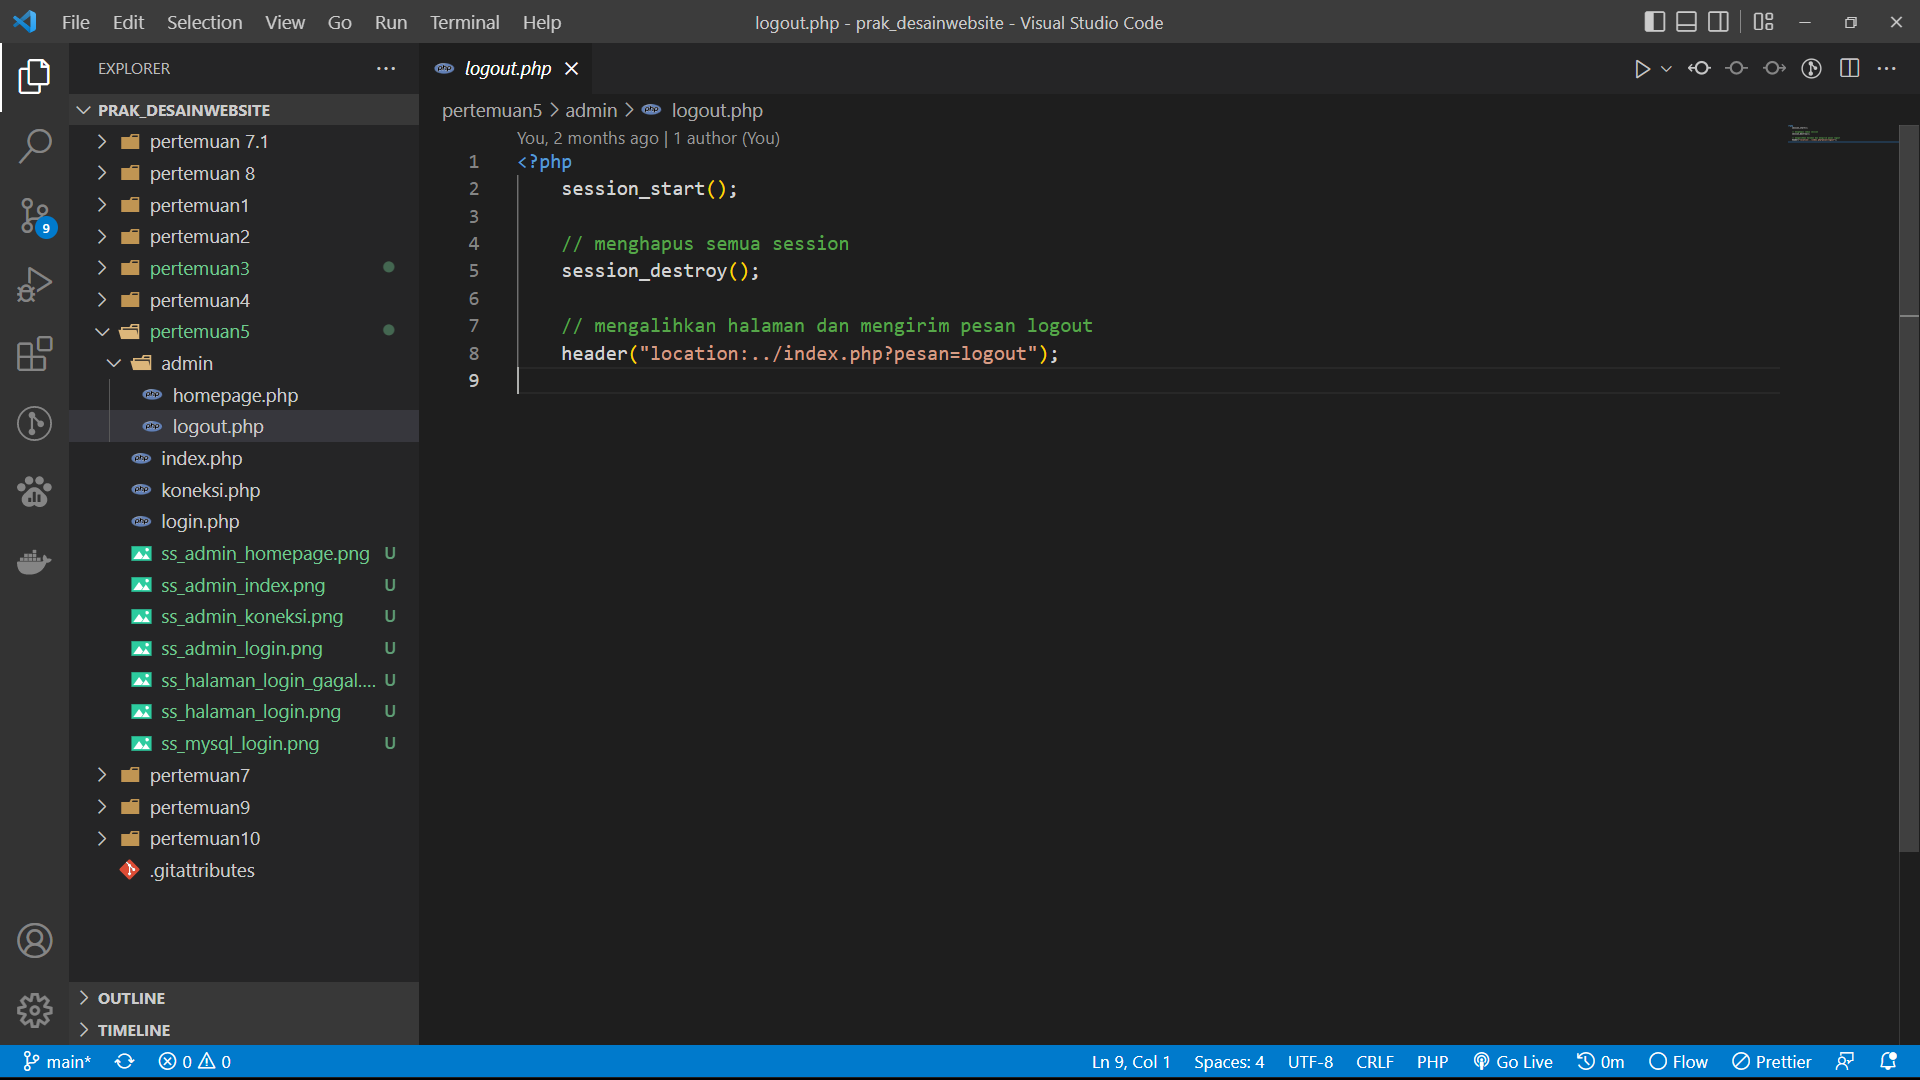 File Edit Selection View Go Run Terminal Help
logout.php - prak_desainwebsite - Visual Studio Code
EXPLORER
PRAK_DESAINWEBSITE
pertemuan 7.1
pertemuan 8
pertemuan1
pertemuan2
pertemuan3
pertemuan4
pertemuan5
admin
homepage.php
logout.php
index.php
koneksi.php
login.php
ss_admin_homepage.png U
ss_admin_index.png U
ss_admin_koneksi.png U
ss_admin_login.png U
ss_halaman_login_gagal.... U
ss_halaman_login.png U
ss_mysql_login.png U
pertemuan7
pertemuan9
pertemuan10
.gitattributes
OUTLINE
TIMELINE
9
logout.php
pertemuan5 > admin > php logout.php
You, 2 months ago | 1 author (You)
1 <?php
2 session_start();
3
4 // menghapus semua session
5 session_destroy();
6
7 // mengalihkan halaman dan mengirim pesan logout
8 header("location:../index.php?pesan=logout");
9
main* 0 0 Ln 9, Col 1 Spaces: 4 UTF-8 CRLF PHP Go Live 0m Flow Prettier